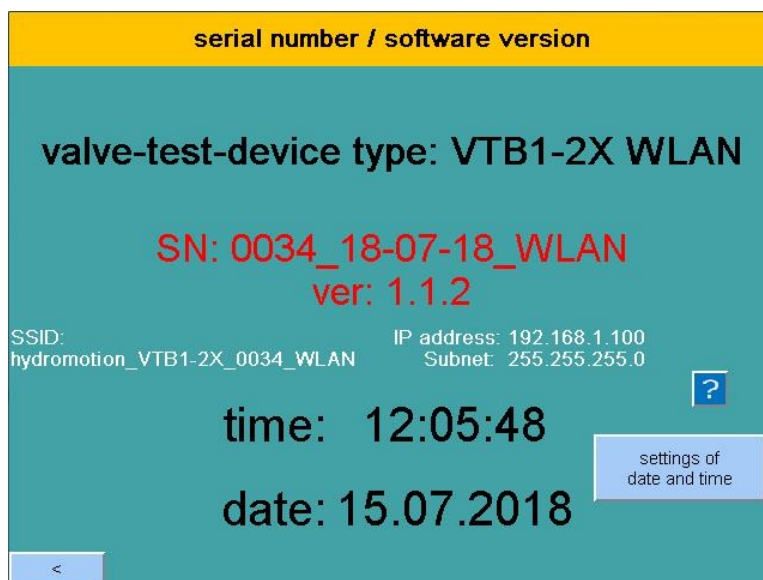 serial number / software version
valve-test-device type: VTB1-2X WLAN
SN: 0034_18-07-18_WLAN
ver: 1.1.2
SSID:
hydromotion_VTB1-2X_0034_WLAN
IP address: 192.168.1.100
Subnet: 255.255.255.0
?
time: 12:05:48
settings of
date and time
date: 15.07.2018
<